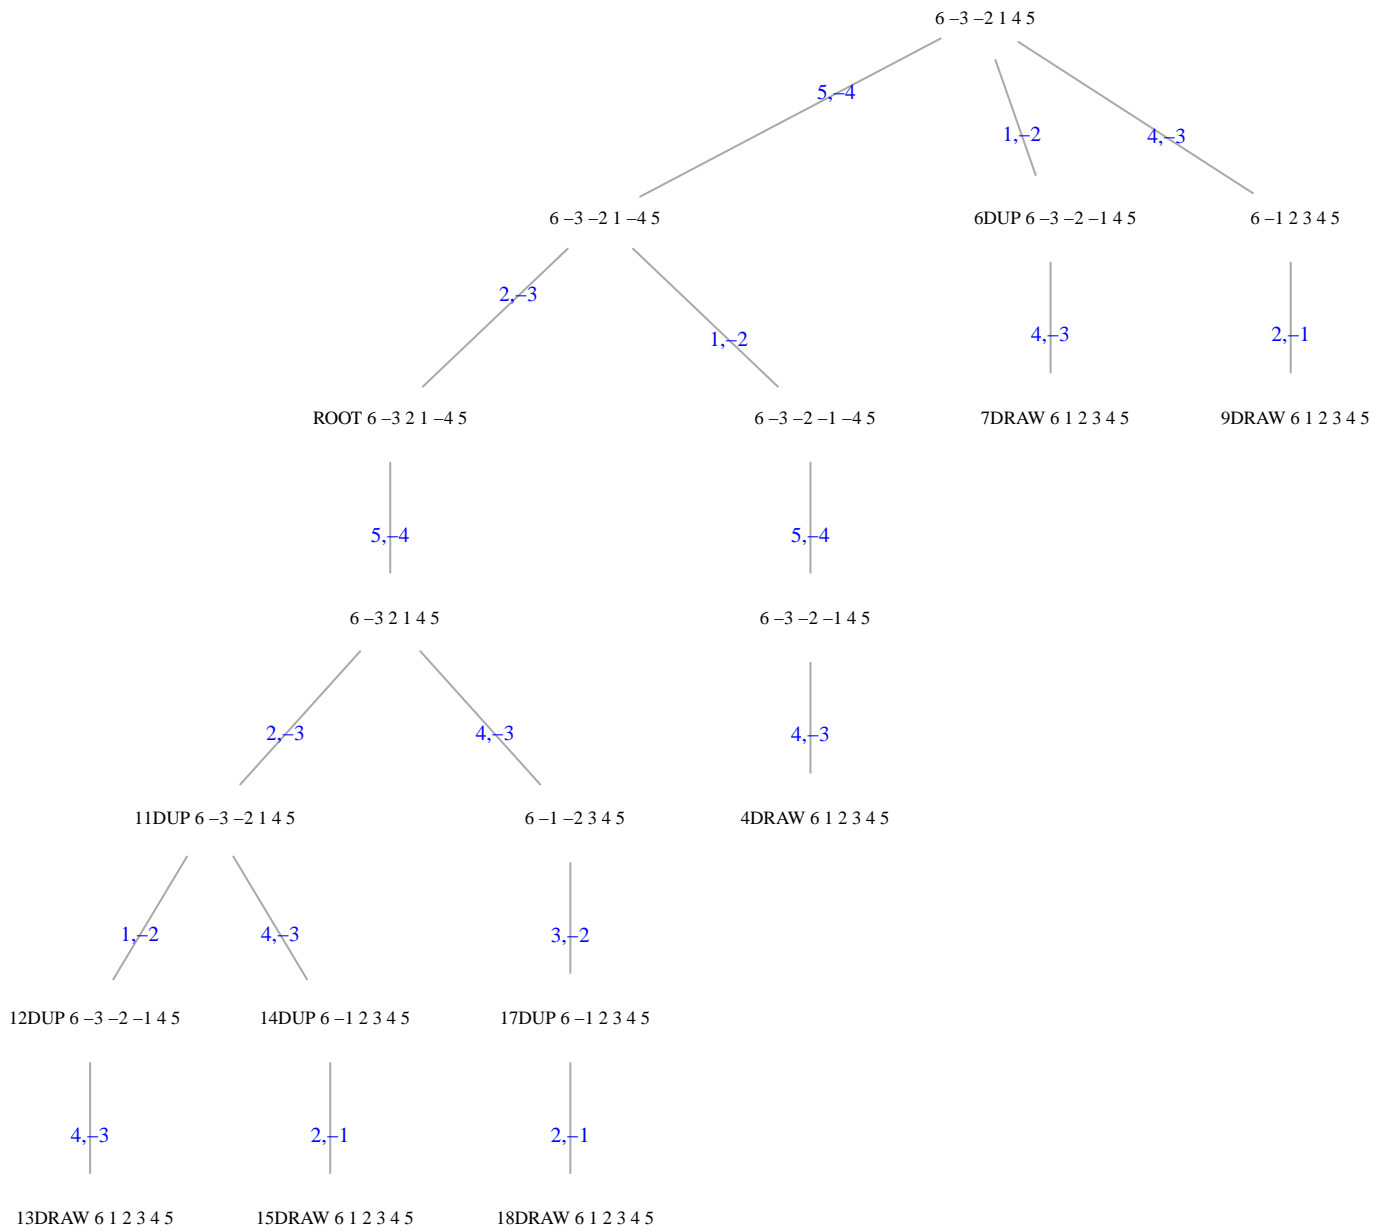 6 –3 –2 1 4 5
5,–4
1,–2
4,–3
6 –3 –2 1 –4 5
6DUP 6 –3 –2 –1 4 5
6 –1 2 3 4 5
2,–3
1,–2
4,–3
2,–1
ROOT 6 –3 2 1 –4 5
6 –3 –2 –1 –4 5
7DRAW 6 1 2 3 4 5
9DRAW 6 1 2 3 4 5
5,–4
5,–4
6 –3 2 1 4 5
6 –3 –2 –1 4 5
2,–3
4,–3
4,–3
11DUP 6 –3 –2 1 4 5
6 –1 –2 3 4 5
4DRAW 6 1 2 3 4 5
1,–2
4,–3
3,–2
12DUP 6 –3 –2 –1 4 5
14DUP 6 –1 2 3 4 5
17DUP 6 –1 2 3 4 5
4,–3
2,–1
2,–1
13DRAW 6 1 2 3 4 5
15DRAW 6 1 2 3 4 5
18DRAW 6 1 2 3 4 5